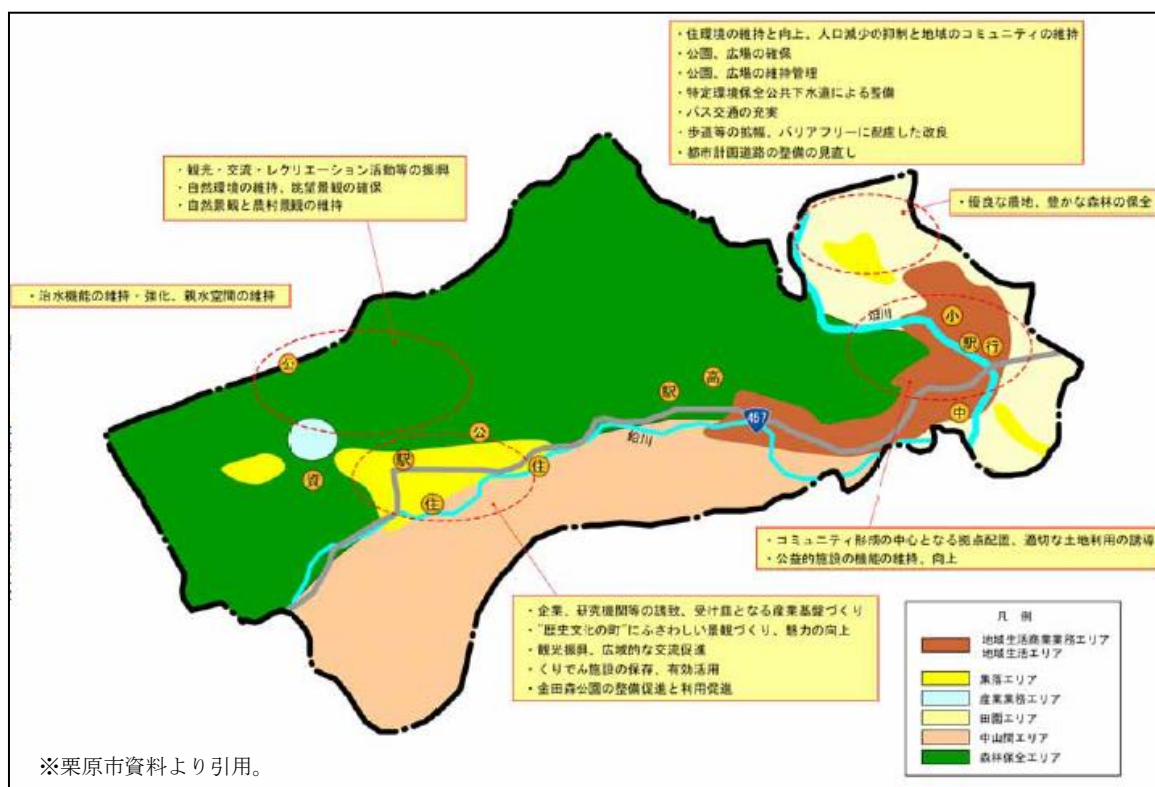 ・住環境の維持と向上、人口減少の抑制と地域のコミュニティの維持
・公園、広場の確保
・公園、広場の維持管理
・特定環境保全公共下水道による整備
・バス交通の充実
・歩道等の拡幅、バリアフリーに配慮した改良
・都市計画道路の整備の見直し
・観光・交流・レクリエーション活動等の振興
・自然環境の維持、眺望景観の確保
・自然景観と農村景観の維持
・優良な農地、豊かな森林の保全
・治水機能の維持・強化、親水空間の維持
小
駅
行
公
高
駅
中
457
鉛川
公
駅
住
資
住
・コミュニティ形成の中心となる拠点配置、適切な土地利用の誘導
・公益的施設の機能の維持、向上
・企業、研究機関等の誘致、受け皿となる産業基盤づくり
・"歴史文化の町"にふさわしい景観づくり、魅力の向上
・観光振興、広域的な交流促進
・くりでん施設の保存、有効活用
・金田森公園の整備促進と利用促進
凡 例
地域生活商業業務エリア
地域生活エリア
集落エリア
産業業務エリア
田園エリア
中山間エリア
森林保全エリア
※栗原市資料より引用。